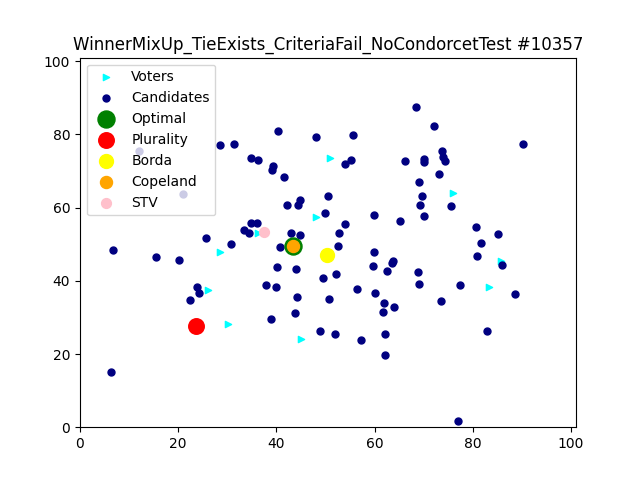 WinnerMixUp_TieExists_CriteriaFail_NoCondorcetTest #10357
100
80
60
40
20
0
Voters
Candidates
Optimal
Plurality
Borda
Copeland
STV
0 20 40 60 80 100